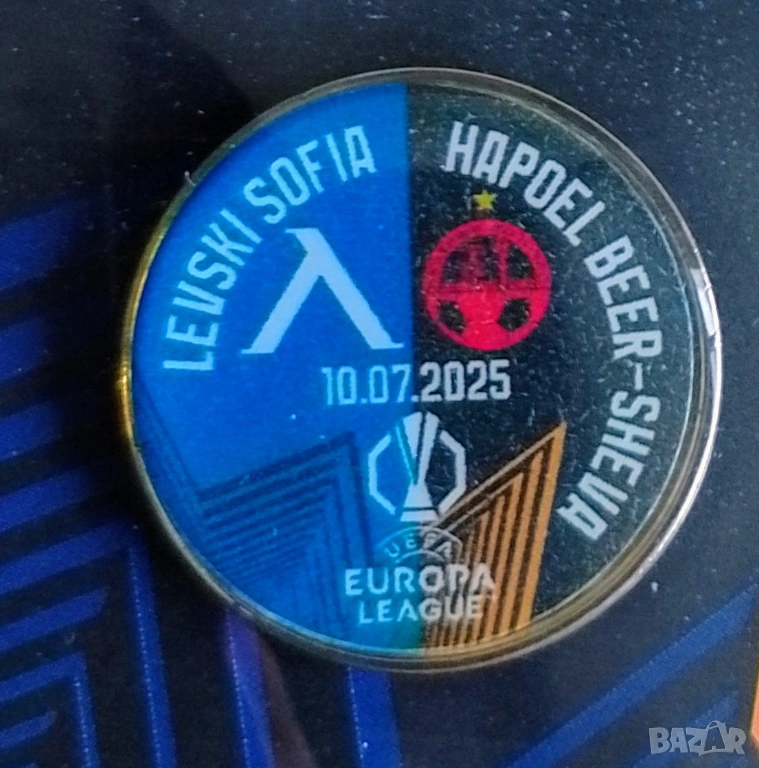 LEVSKI SOFIA
HAPOEL BEER-SHEVA
10.07.2025
UEFA
EUROPA
LEAGUE
BAZAR